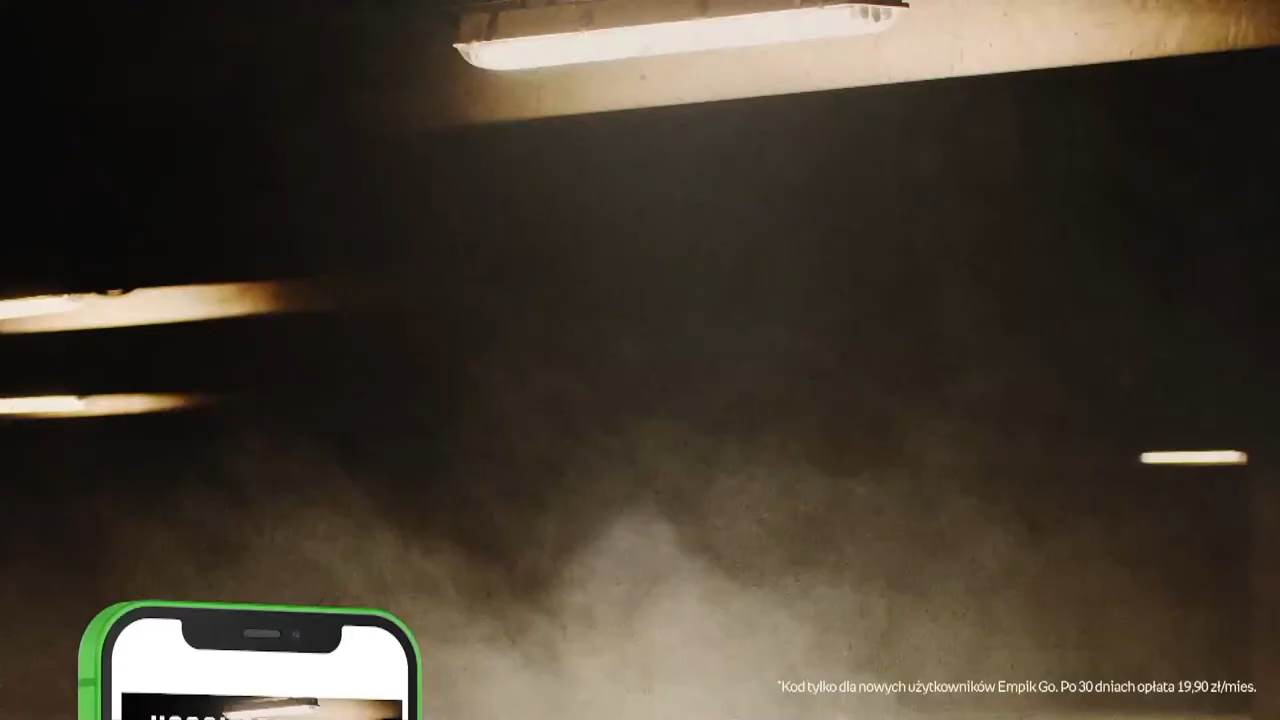 *Kod tylko dla nowych użytkowników Empik Go. Po 30 dniach opłata 19,90 zł/mies.